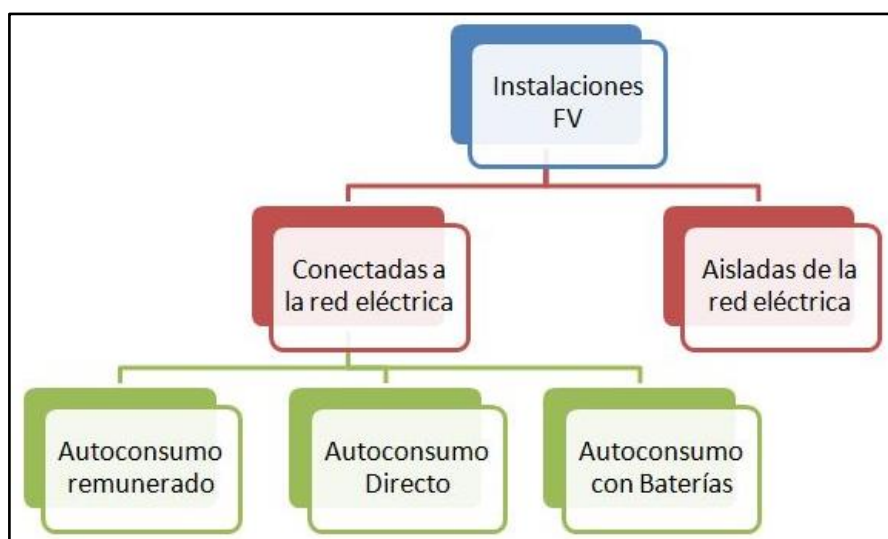 Instalaciones
FV
Conectadas a
la red eléctrica
Aisladas de la
red eléctrica
Autoconsumo
remunerado
Autoconsumo
Directo
Autoconsumo
con Baterías